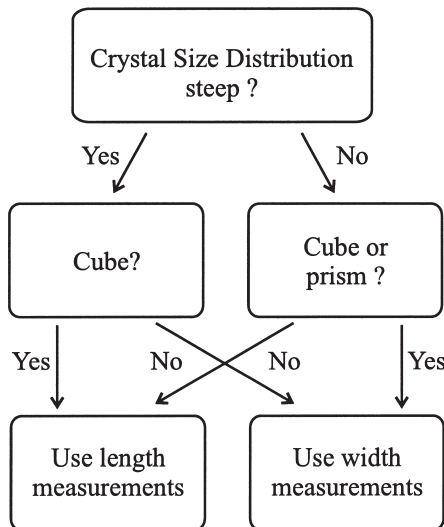 Crystal Size Distribution
steep ?
Yes
No
Cube?
Cube or
prism ?
Yes
No
No
Yes
Use length
measurements
Use width
measurements